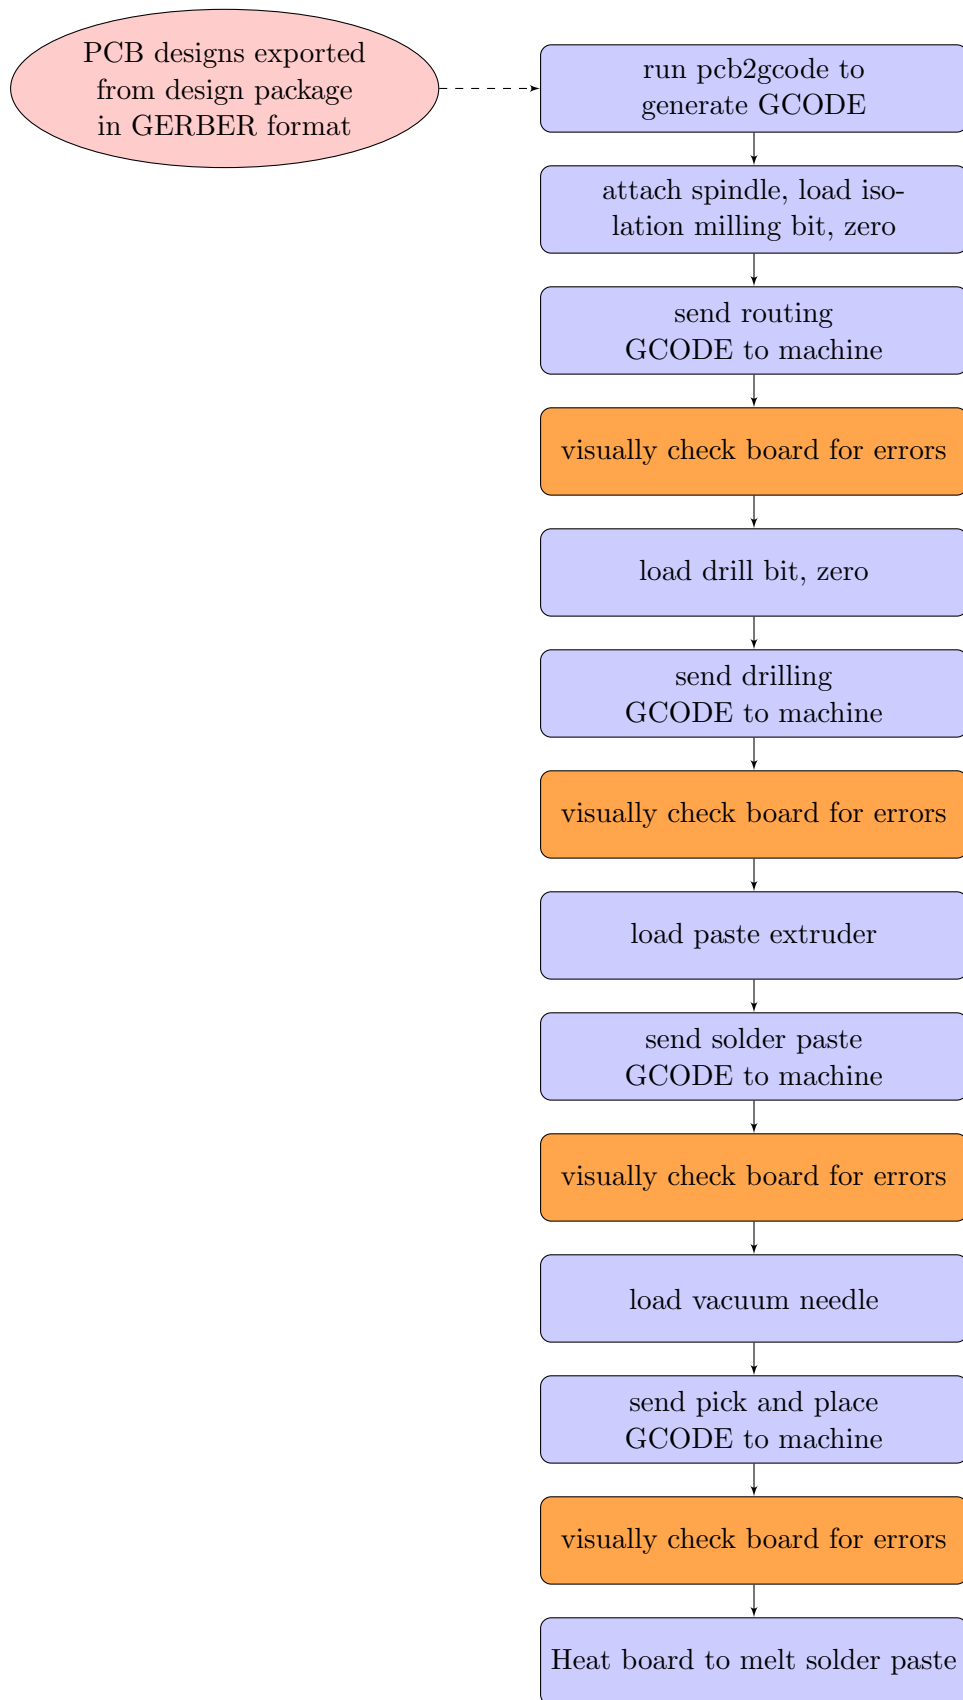 PCB designs exported
from design package
in GERBER format
run pcb2gcode to
generate GCODE
attach spindle, load iso-
lation milling bit, zero
send routing
GCODE to machine
visually check board for errors
load drill bit, zero
send drilling
GCODE to machine
visually check board for errors
load paste extruder
send solder paste
GCODE to machine
visually check board for errors
load vacuum needle
send pick and place
GCODE to machine
visually check board for errors
Heat board to melt solder paste